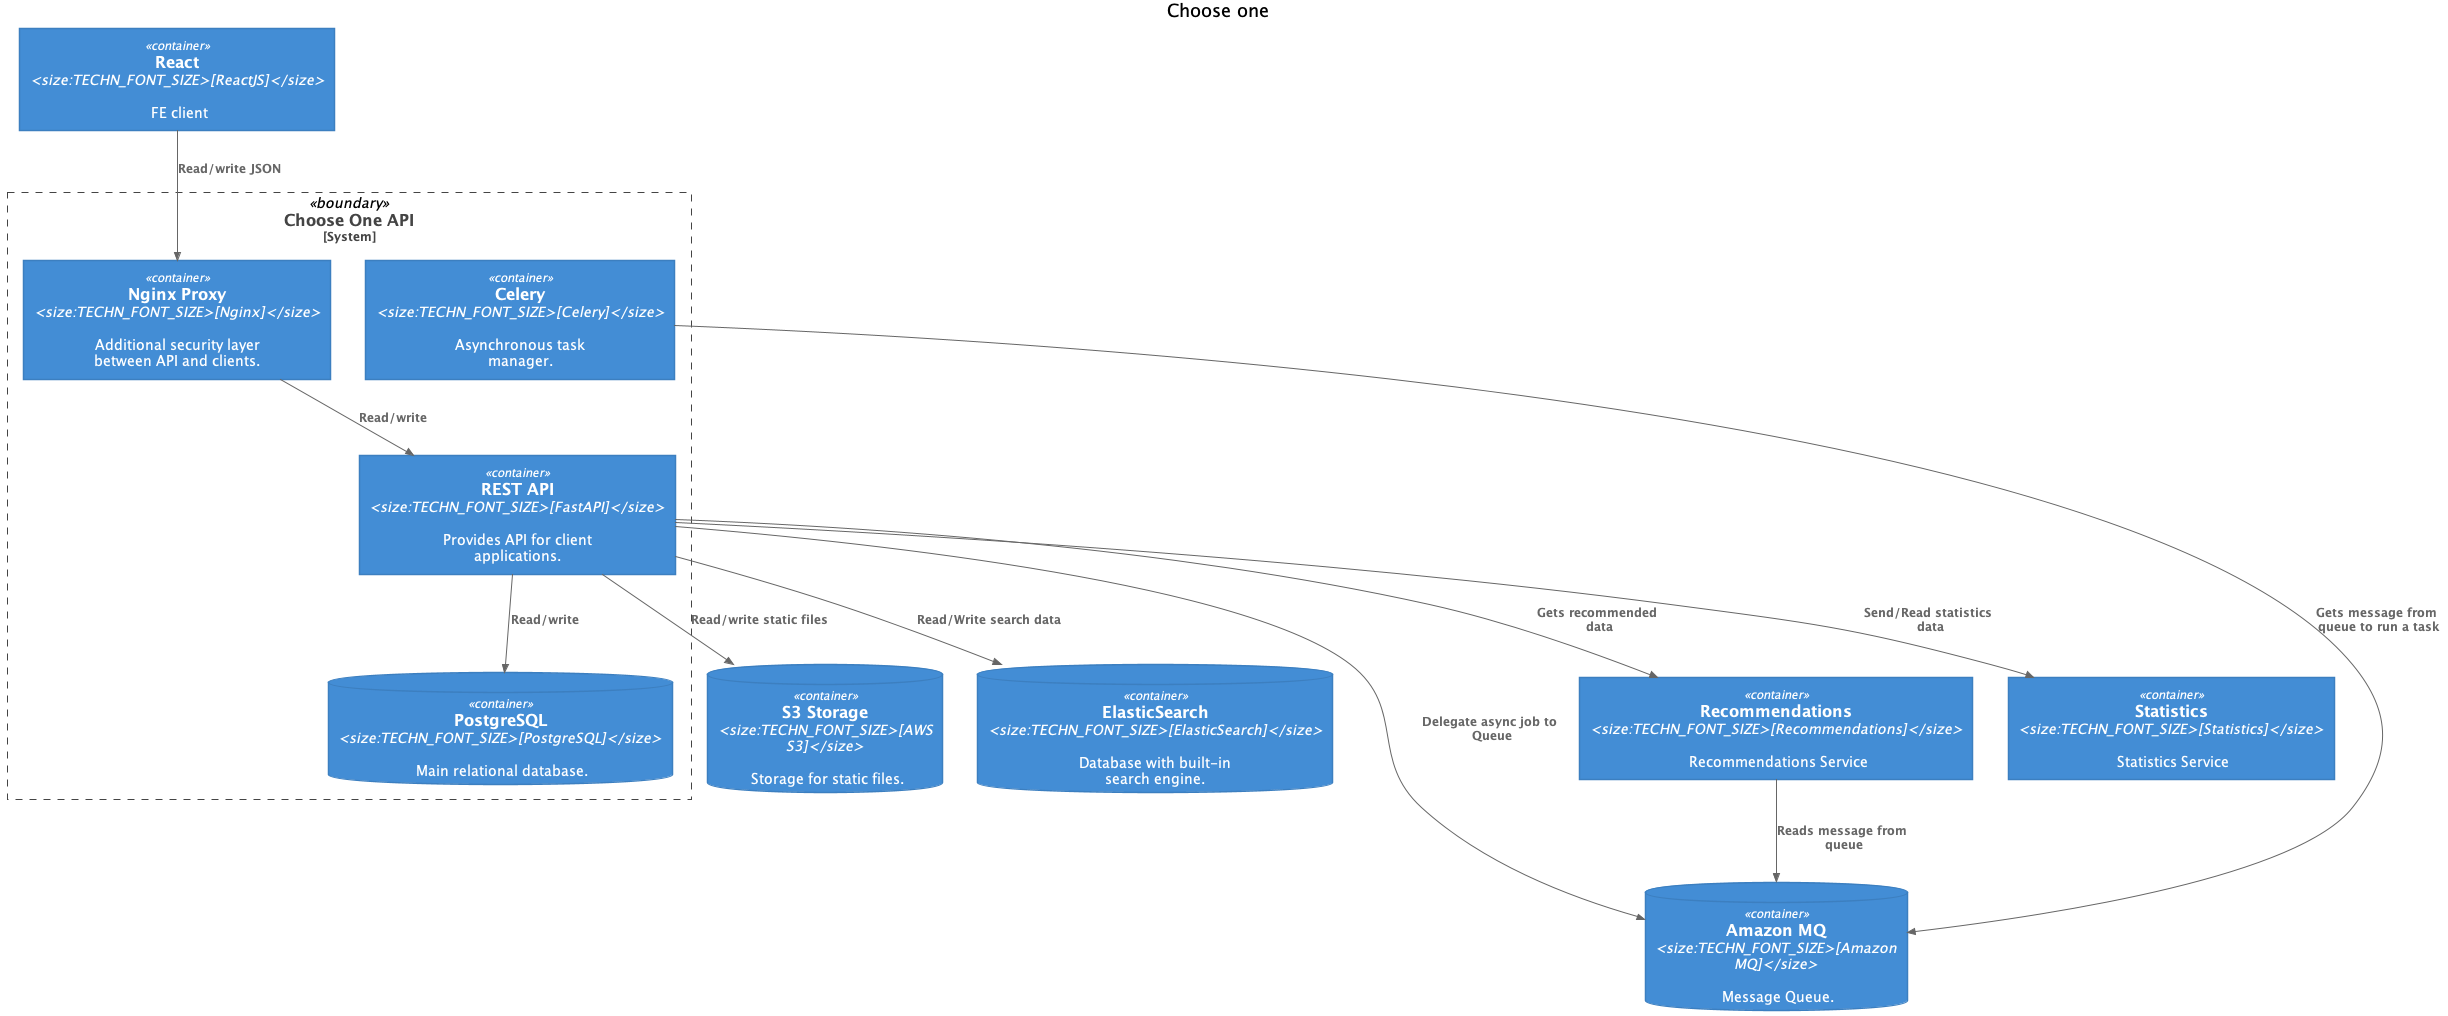 Choose one
«container»
React
<size:TECHN_FONT_SIZE>[ReactJS]</size>
FE client
Read/write JSON
«boundary»
Choose One API
[System]
«container»
Nginx Proxy
<size:TECHN_FONT_SIZE>[Nginx]</size>
Additional security layer
between API and clients.
«container»
Celery
<size:TECHN_FONT_SIZE>[Celery]</size>
Asynchronous task
manager.
Read/write
«container»
REST API
<size:TECHN_FONT_SIZE>[FastAPI]</size>
Provides API for client
applications.
Read/write
Read/write static files
Read/Write search data
Gets recommended
data
Send/Read statistics
data
Gets message from
queue to run a task
«container»
PostgreSQL
<size:TECHN_FONT_SIZE>[PostgreSQL]</size>
Main relational database.
«container»
S3 Storage
<size:TECHN_FONT_SIZE>[AWS
S3]</size>
Storage for static files.
«container»
ElasticSearch
<size:TECHN_FONT_SIZE>[ElasticSearch]</size>
Database with built-in
search engine.
Delegate async job to
Queue
«container»
Recommendations
<size:TECHN_FONT_SIZE>[Recommendations]</size>
Recommendations Service
«container»
Statistics
<size:TECHN_FONT_SIZE>[Statistics]</size>
Statistics Service
Reads message from
queue
«container»
Amazon MQ
<size:TECHN_FONT_SIZE>[Amazon
MQ]</size>
Message Queue.